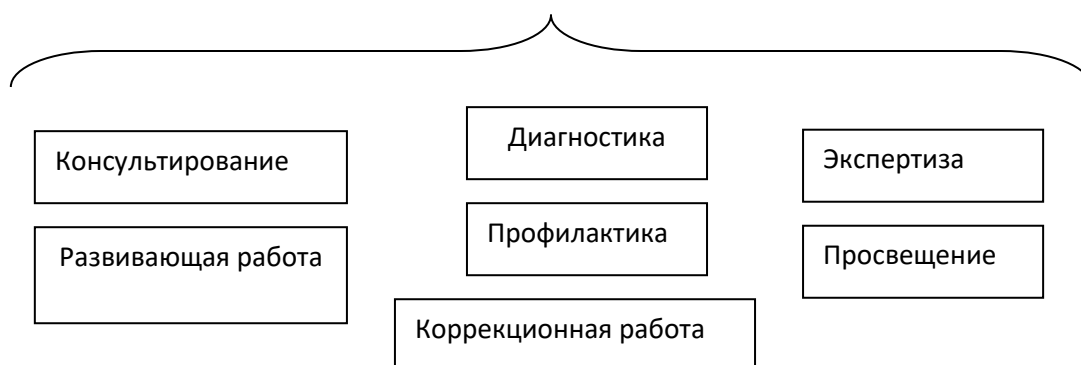 Консультирование
Развивающая работа
Диагностика
Профилактика
Коррекционная работа
Экспертиза
Просвещение